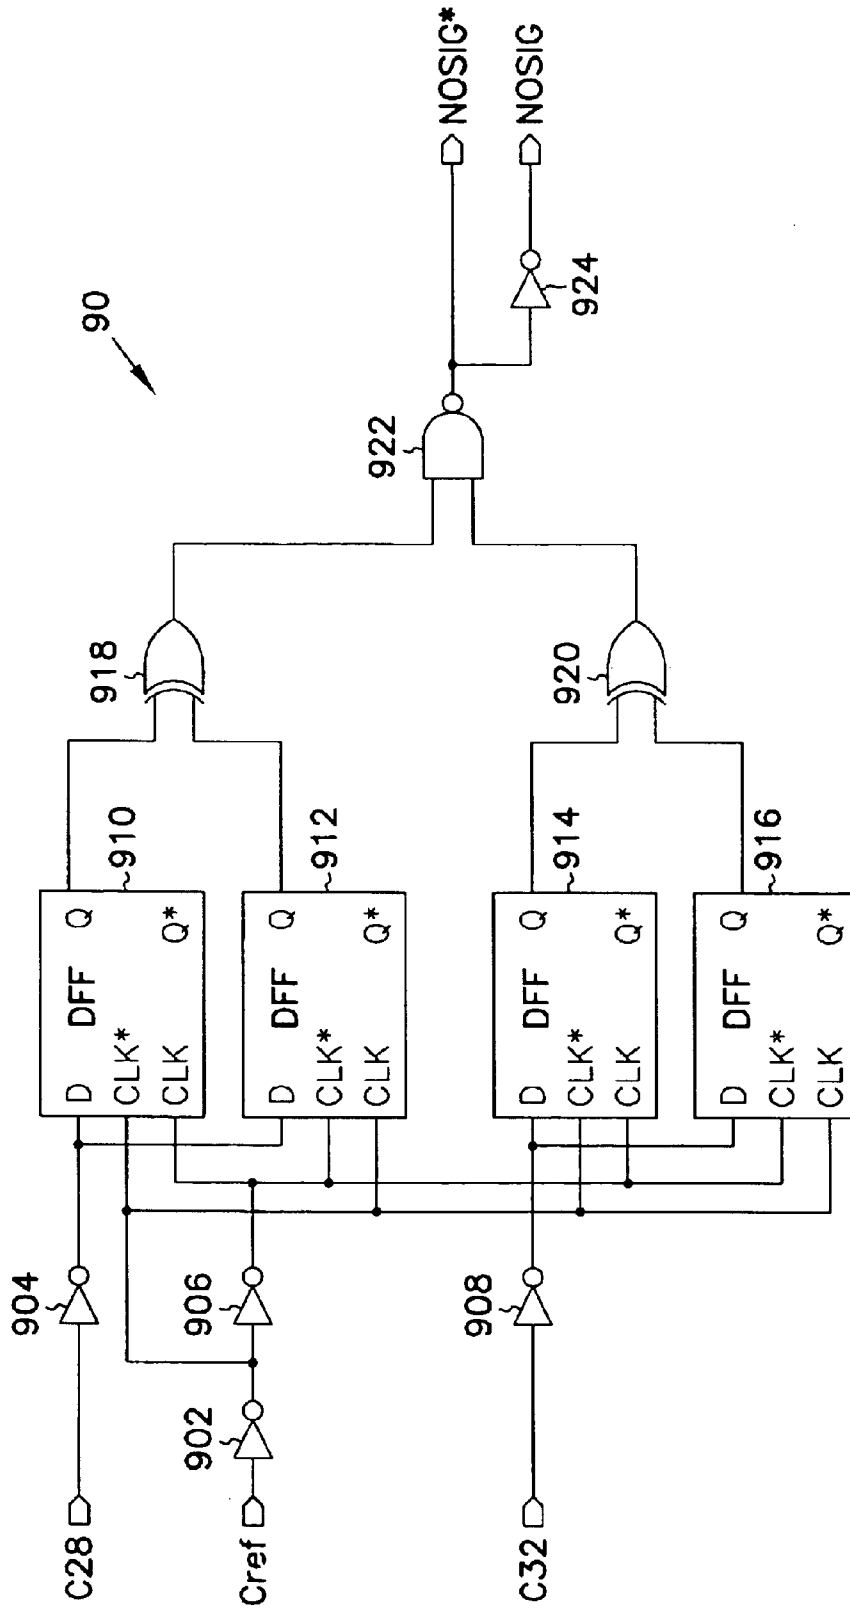 90
C28
904
Cref
902
906
C32
908
D DFF Q
CLK*
CLK Q*
910
D DFF Q
CLK*
CLK Q*
912
D DFF Q
CLK*
CLK Q*
914
D DFF Q
CLK*
CLK Q*
916
918
920
922
924
NOSIG*
NOSIG